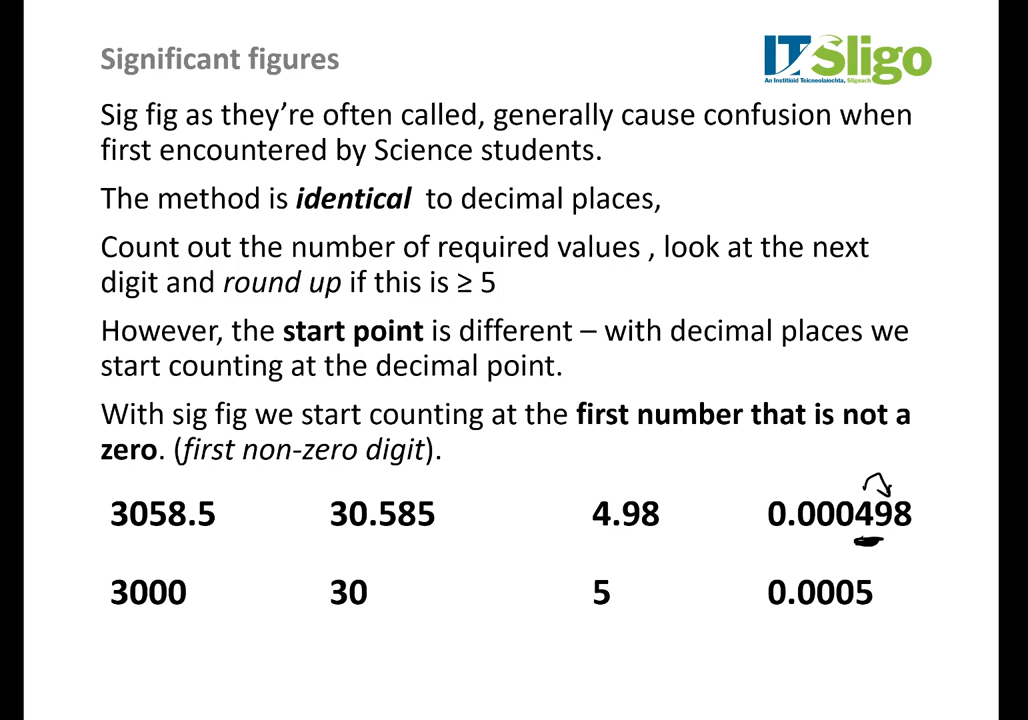 Significant figures
ITSligo
An Institiúid Teicneolaíochta, Sligeach
Sig fig as they’re often called, generally cause confusion when
first encountered by Science students.
The method is identical to decimal places,
Count out the number of required values , look at the next
digit and round up if this is ≥ 5
However, the start point is different – with decimal places we
start counting at the decimal point.
With sig fig we start counting at the first number that is not a
zero. (first non-zero digit).
3058.5 30.585 4.98 0.000498
3000 30 5 0.0005